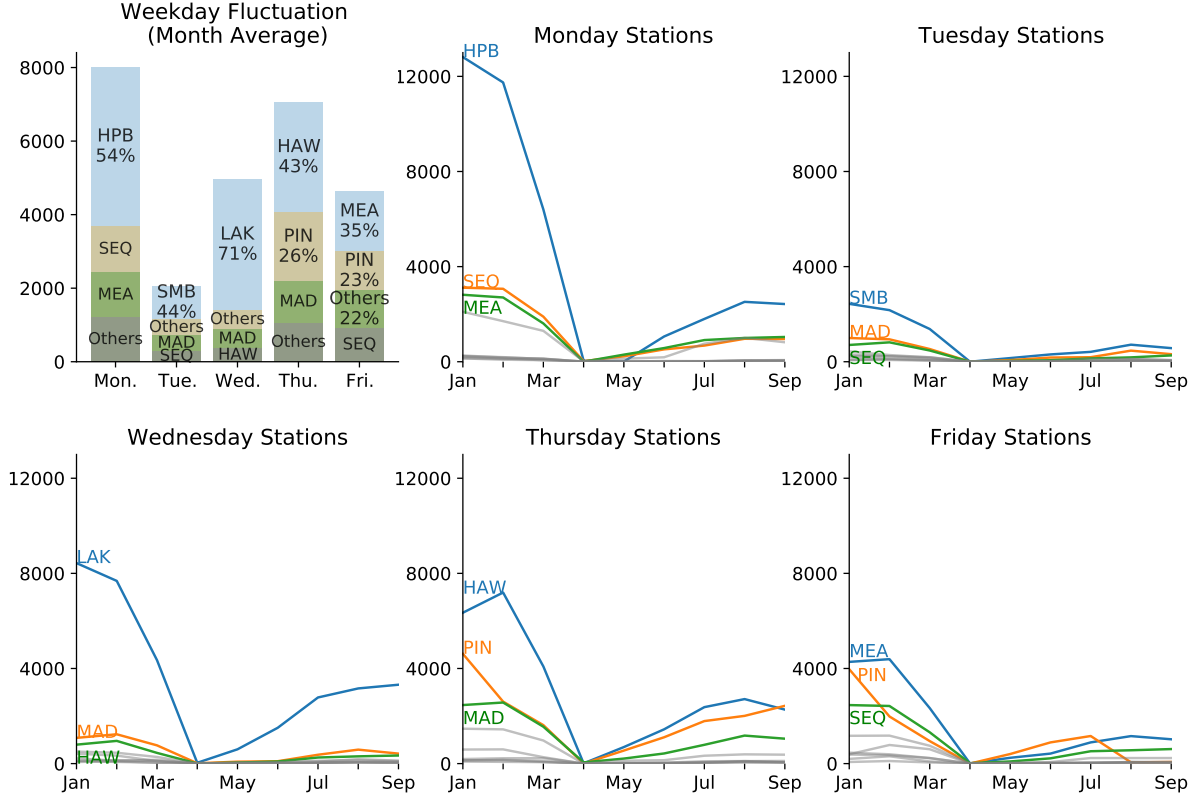 Weekday Fluctuation
(Month Average)
8000
6000
4000
2000
0
HPB
54%
SEQ
MEA
Others
SMB
44%
Others
MAD
SEQ
LAK
71%
Others
MAD
HAW
HAW
43%
PIN
26%
MAD
Others
MEA
35%
PIN
23%
Others
22%
SEQ
Mon. Tue. Wed. Thu. Fri.
Monday Stations
12000
8000
4000
0
HPB
SEQ
MEA
Jan Mar May Jul Sep
Tuesday Stations
12000
8000
4000
0
SMB
MAD
SEQ
Jan Mar May Jul Sep
Wednesday Stations
12000
8000
4000
0
LAK
MAD
HAW
Jan Mar May Jul Sep
Thursday Stations
12000
8000
4000
0
HAW
PIN
MAD
Jan Mar May Jul Sep
Friday Stations
12000
8000
4000
0
MEA
PIN
SEQ
Jan Mar May Jul Sep